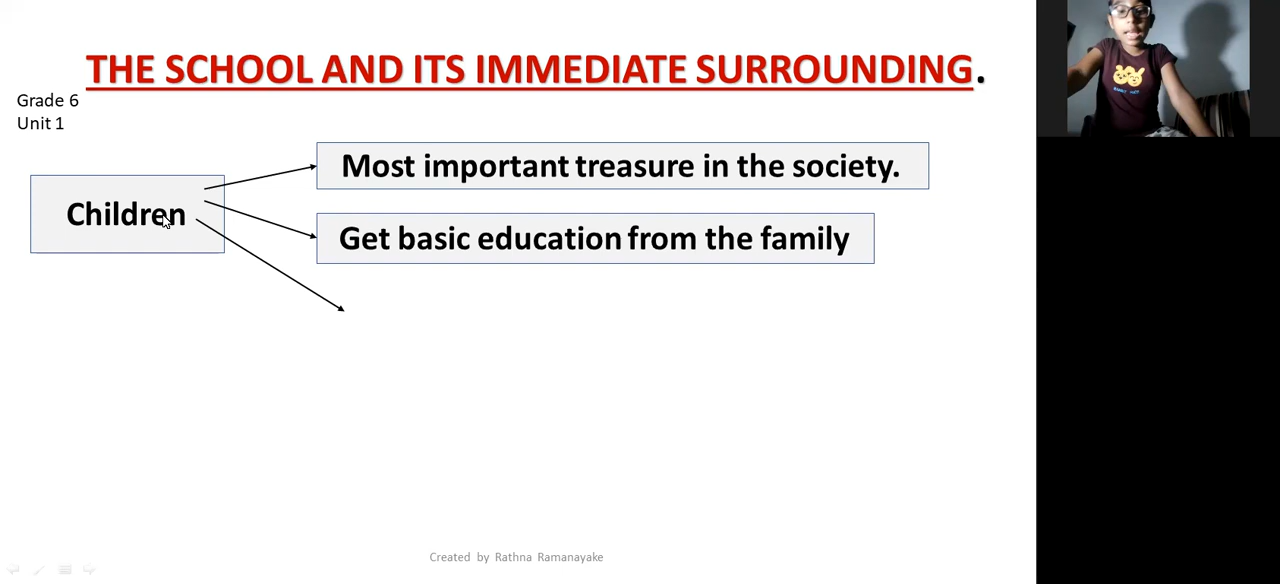 THE SCHOOL AND ITS IMMEDIATE SURROUNDING.
Grade 6
Unit 1
Most important treasure in the society.
Children
Get basic education from the family
Created by Rathna Ramanayake